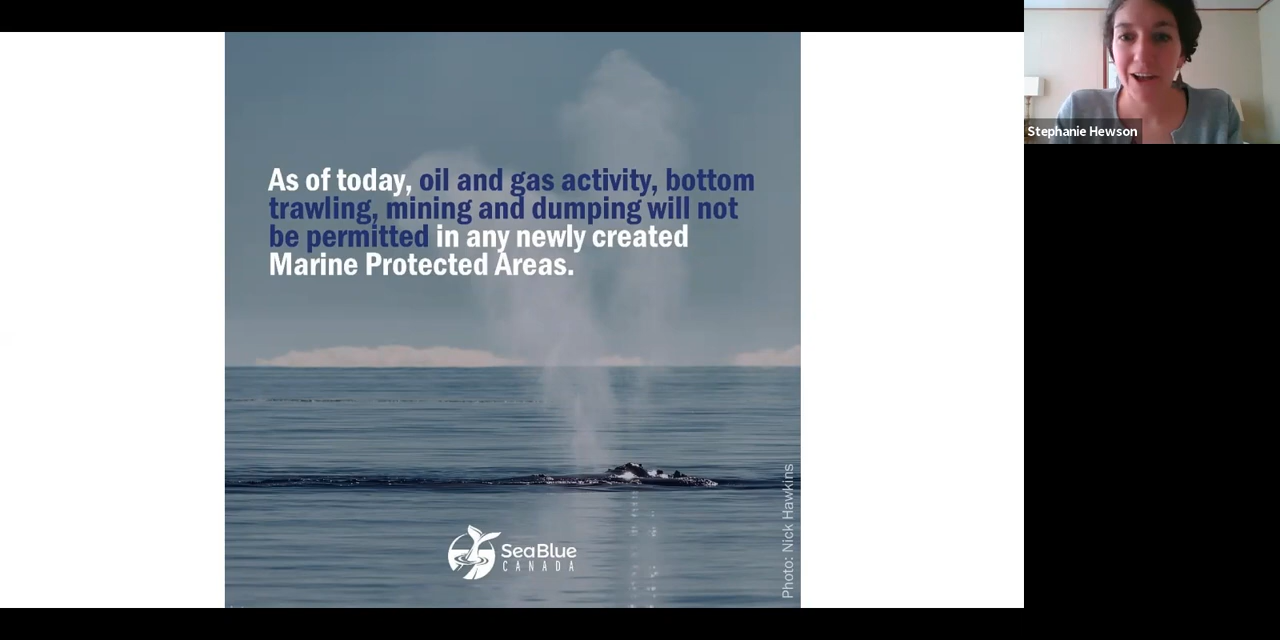 As of today, oil and gas activity, bottom
trawling, mining and dumping will not
be permitted in any newly created
Marine Protected Areas.
SeaBlue
CANADA
Photo: Nick Hawkins
Stephanie Hewson